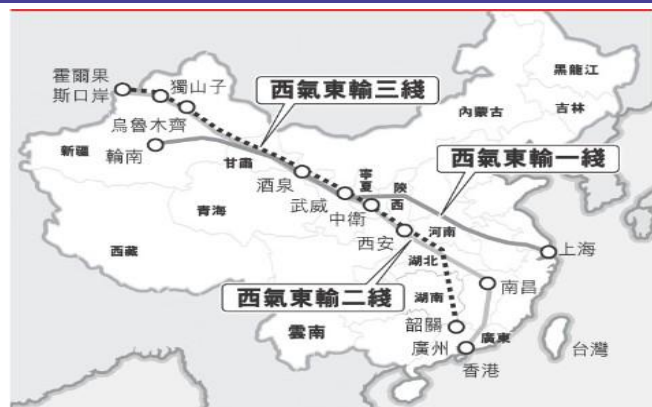 霍爾果
斯口岸
獨山子
烏魯木齊
輪南
新疆
西氣東輸三綫
甘肅
酒泉
武威
中衛
寧夏
陝西
西安
青海
西藏
黑龍江
吉林
內蒙古
西氣東輸一綫
河南
上海
湖北
西氣東輸二綫
湖南
南昌
雲南
韶關
廣州
廣東
香港
台灣